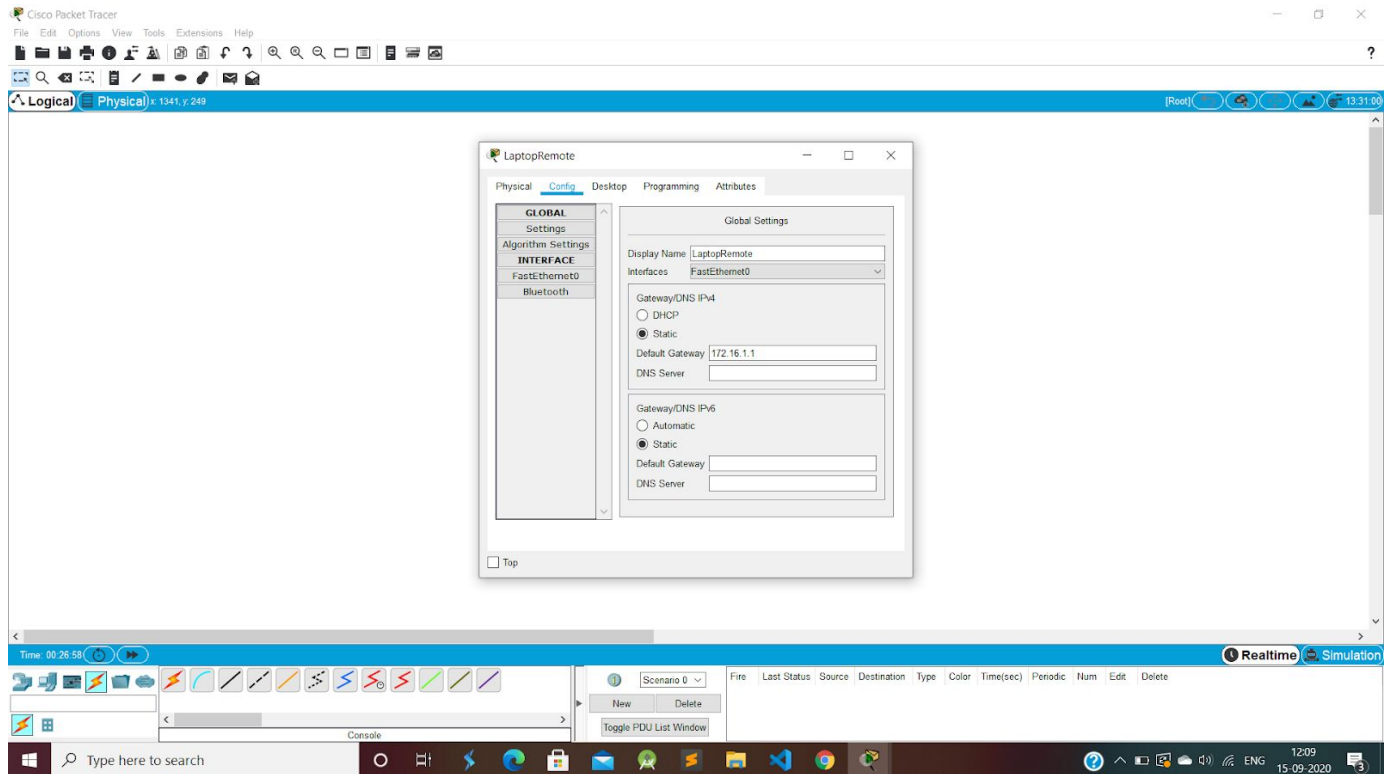 Cisco Packet Tracer
File Edit Options View Tools Extensions Help
?
Logical Physical x: 1341, y: 249 [Root] 13:31:00
LaptopRemote
Physical Config Desktop Programming Attributes
GLOBAL
Settings
Algorithm Settings
INTERFACE
FastEthernet0
Bluetooth
Global Settings
Display Name LaptopRemote
Interfaces FastEthernet0
Gateway/DNS IPv4
DHCP
Static
Default Gateway 172.16.1.1
DNS Server
Gateway/DNS IPv6
Automatic
Static
Default Gateway
DNS Server
Top
Time: 00:26:58 Realtime Simulation
Scenario 0
New Delete
Toggle PDU List Window
Fire Last Status Source Destination Type Color Time(sec) Periodic Num Edit Delete
Console
Type here to search
ENG
12:09
15-09-2020
3